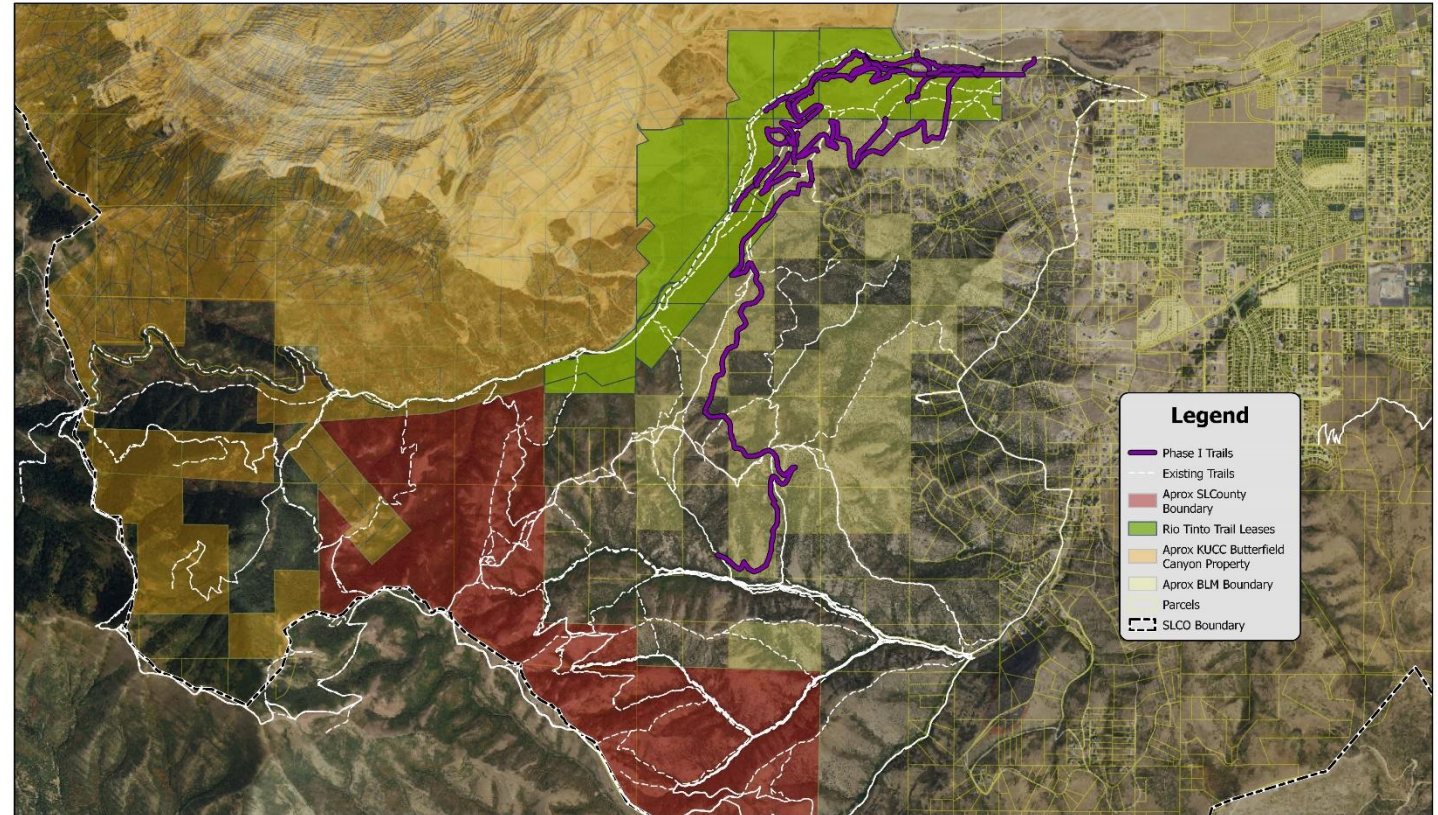 Legend
Phase I Trails
Existing Trails
Aprox SLCounty
Boundary
Rio Tinto Trail Leases
Aprox KUCC Butterfield
Canyon Property
Aprox BLM Boundary
Parcels
SLCO Boundary